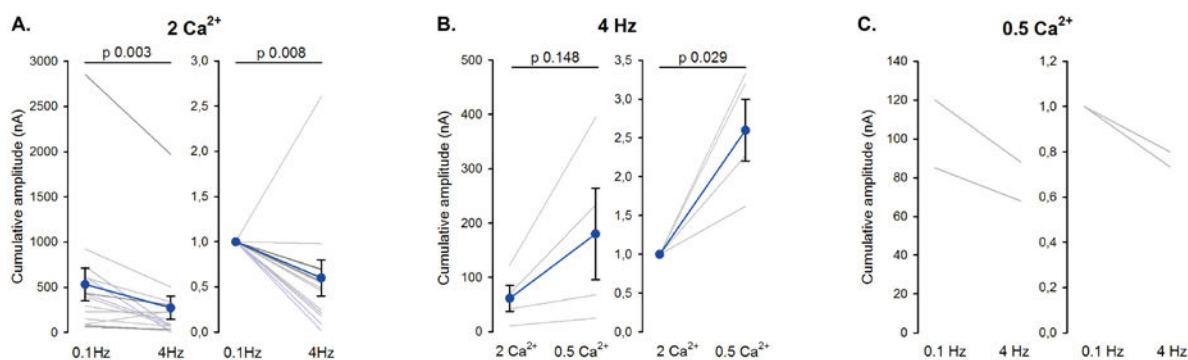 A.
2 Ca²⁺
p 0.003
p 0.008
Cumulative amplitude (nA)
3000
2500
2000
1500
1000
500
0
3,0
2,5
2,0
1,5
1,0
0,5
0,0
0.1Hz
4Hz
0.1Hz
4Hz
B.
4 Hz
p 0.148
p 0.029
Cumulative amplitude (nA)
500
400
300
200
100
0
3,5
3,0
2,5
2,0
1,5
1,0
0,5
0,0
2 Ca²⁺
0.5 Ca²⁺
2 Ca²⁺
0.5 Ca²⁺
C.
0.5 Ca²⁺
Cumulative amplitude (nA)
140
120
100
80
60
40
20
0
1,2
1,0
0,8
0,6
0,4
0,2
0,0
0.1 Hz
4 Hz
0.1 Hz
4 Hz